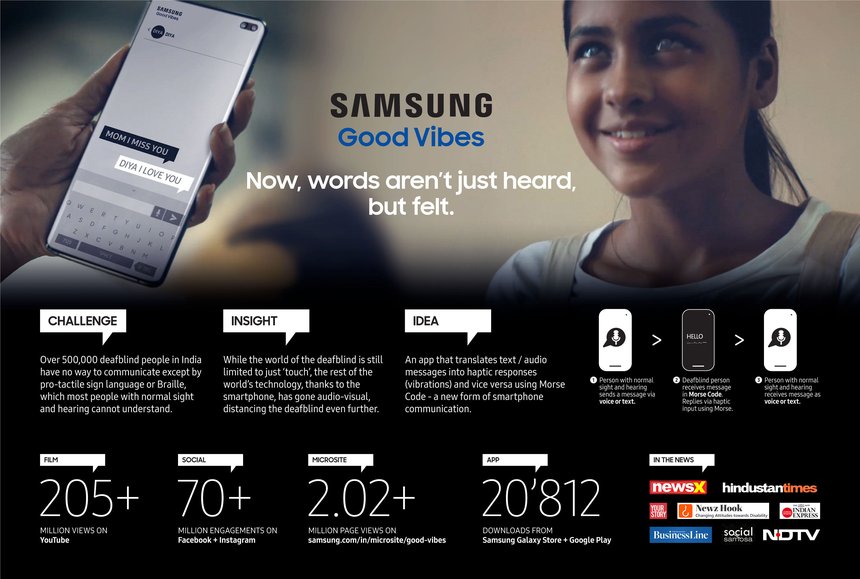 SAMSUNG
Good Vibes
DIYA DIYA
MOM I MISS YOU
DIYA I LOVE YOU
Q W E R T Y U I O P
A S D F G H J K L
Z X C V B N M
SAMSUNG
Good Vibes
Now, words aren't just heard,
but felt.
CHALLENGE
Over 500,000 deafblind people in India
have no way to communicate except by
pro-tactile sign language or Braille,
which most people with normal sight
and hearing cannot understand.
INSIGHT
While the world of the deafblind is still
limited to just 'touch', the rest of the
world's technology, thanks to the
smartphone, has gone audio-visual,
distancing the deafblind even further.
IDEA
An app that translates text / audio
messages into haptic responses
(vibrations) and vice versa using Morse
Code - a new form of smartphone
communication.
>
HELLO
>
1 Person with normal
sight and hearing
sends a message via
voice or text.
2 Deafblind person
receives message
in Morse Code.
Replies via haptic
input using Morse.
3 Person with normal
sight and hearing
receives message as
voice or text.
FILM
205+
MILLION VIEWS ON
YouTube
SOCIAL
70+
MILLION ENGAGEMENTS ON
Facebook + Instagram
MICROSITE
2.02+
MILLION PAGE VIEWS ON
samsung.com/in/microsite/good-vibes
APP
20'812
DOWNLOADS FROM
Samsung Galaxy Store + Google Play
IN THE NEWS
newsX
hindustantimes
YOUR
STORY
Newz Hook
Changing Attitudes towards Disability
INDIAN
EXPRESS
BusinessLine
social
samosa
NDTV